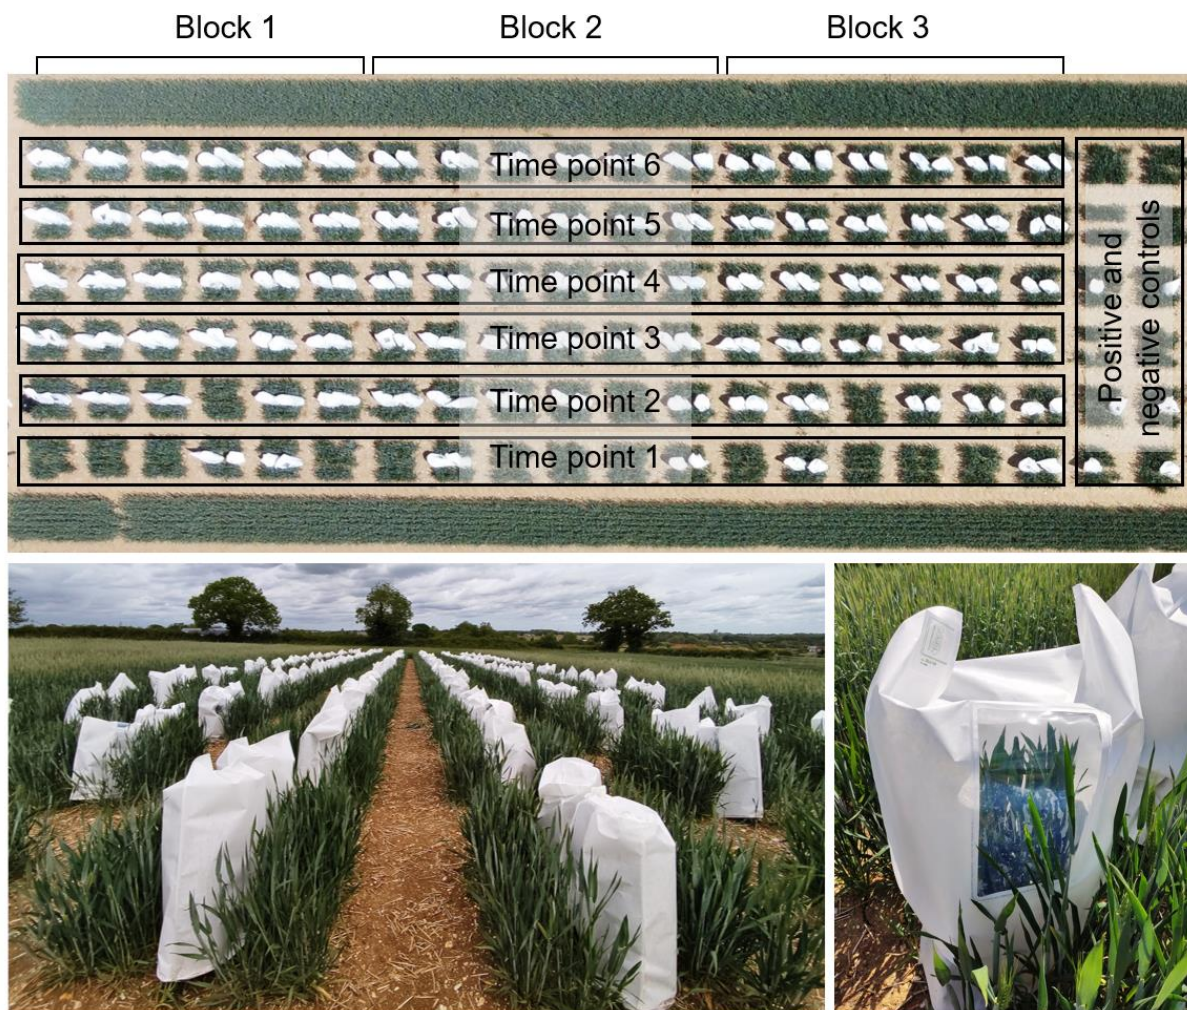 Block 1
Block 2
Block 3
Time point 6
Time point 5
Time point 4
Time point 3
Time point 2
Time point 1
Positive and
negative controls